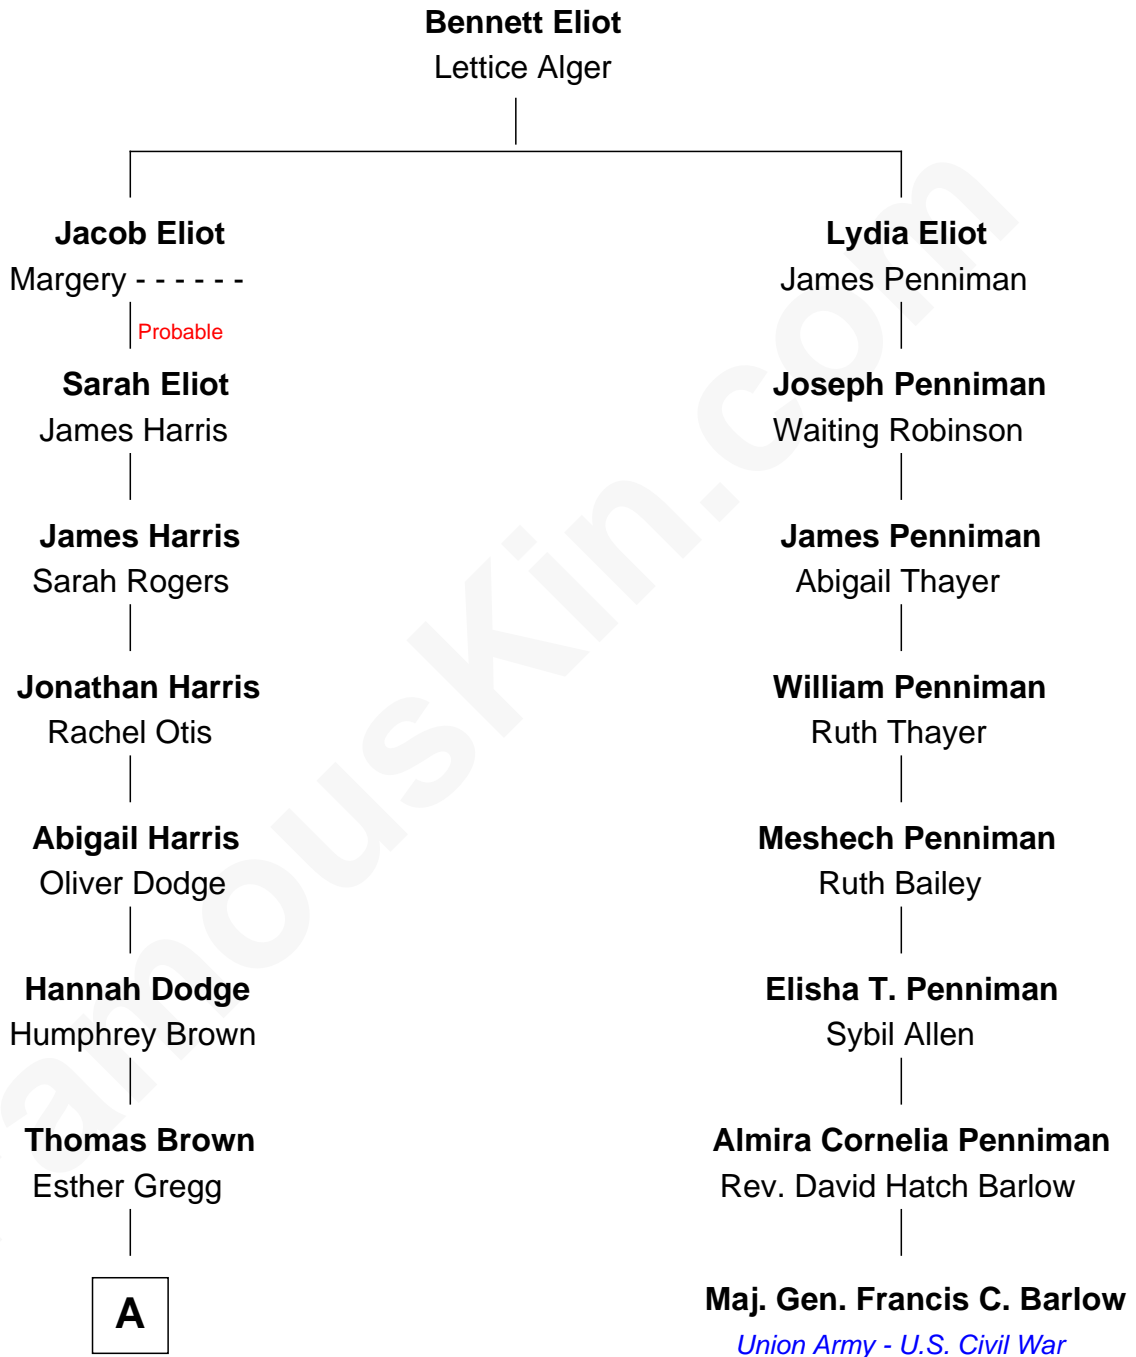 Bennett Eliot
Lettice Alger
Jacob Eliot
Margery - - - - - -
Probable
Sarah Eliot
James Harris
James Harris
Sarah Rogers
Jonathan Harris
Rachel Otis
Abigail Harris
Oliver Dodge
Hannah Dodge
Humphrey Brown
Thomas Brown
Esther Gregg
A
Lydia Eliot
James Penniman
Joseph Penniman
Waiting Robinson
James Penniman
Abigail Thayer
William Penniman
Ruth Thayer
Meshech Penniman
Ruth Bailey
Elisha T. Penniman
Sybil Allen
Almira Cornelia Penniman
Rev. David Hatch Barlow
Maj. Gen. Francis C. Barlow
Union Army - U.S. Civil War
amouskin.com